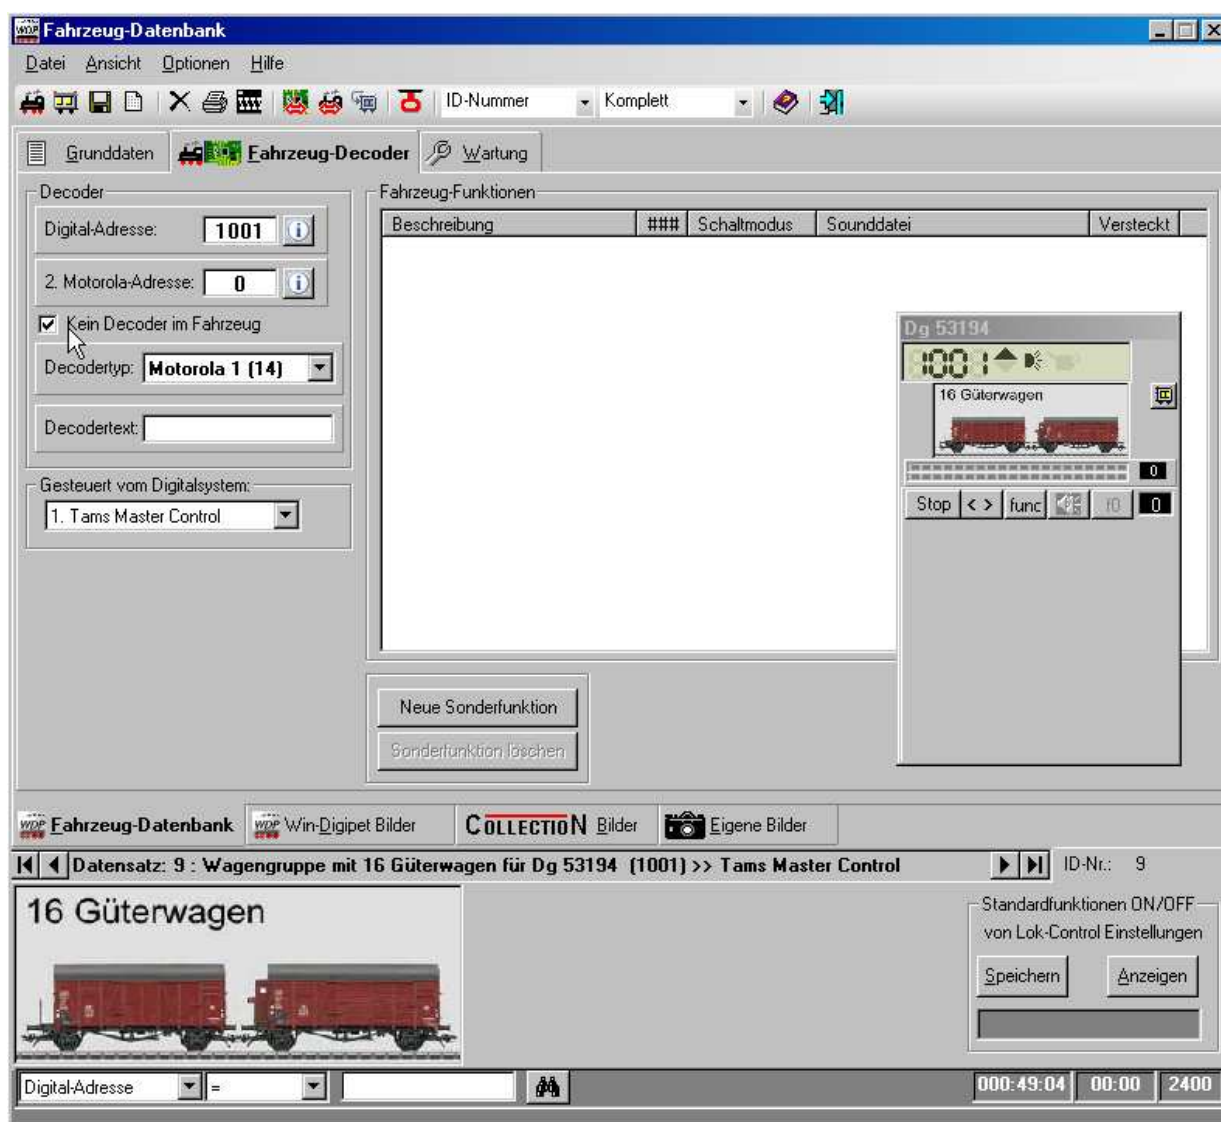 WDP Fahrzeug-Datenbank
Datei Ansicht Optionen Hilfe
ID-Nummer Komplett
Grunddaten Fahrzeug-Decoder Wartung
Decoder
Digital-Adresse: 1001
2. Motorola-Adresse: 0
Kein Decoder im Fahrzeug
Decodertyp: Motorola 1 (14)
Decodertext:
Gesteuert vom Digitalsystem:
1. Tams Master Control
Fahrzeug-Funktionen
Beschreibung ### Schaltmodus Sounddatei Versteckt
Dg 53194
1001
16 Güterwagen
0
Stop < > func f0 0
Neue Sonderfunktion
Sonderfunktion löschen
WDP Fahrzeug-Datenbank WDP Win-Digipet Bilder COLLECTION Bilder Eigene Bilder
Datensatz: 9 : Wagengruppe mit 16 Güterwagen für Dg 53194 (1001) >> Tams Master Control ID-Nr.: 9
16 Güterwagen
Standardfunktionen ON/OFF
von Lok-Control Einstellungen
Speichern Anzeigen
Digital-Adresse = 000:49:04 00:00 2400